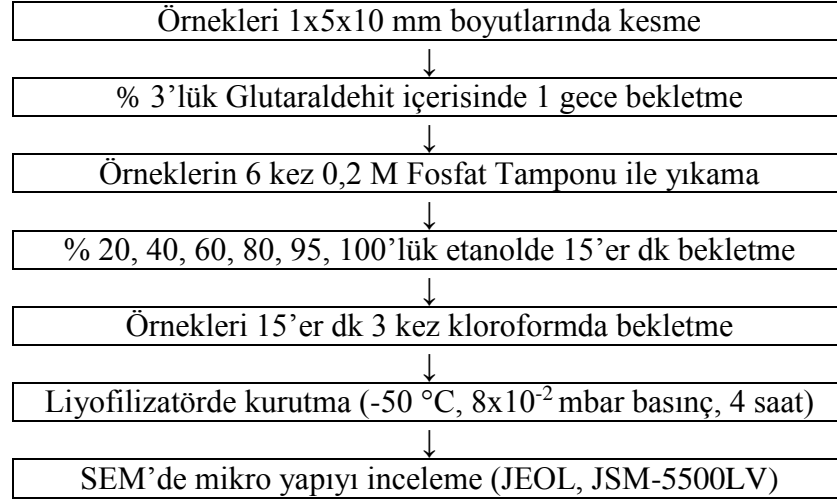 Örnekleri 1x5x10 mm boyutlarında kesme
↓
% 3’lük Glutaraldehit içerisinde 1 gece bekletme
↓
Örneklerin 6 kez 0,2 M Fosfat Tamponu ile yıkama
↓
% 20, 40, 60, 80, 95, 100’lük etanolde 15’er dk bekletme
↓
Örnekleri 15’er dk 3 kez kloroformda bekletme
↓
Liyofilizatörde kurutma (-50 °C, 8x10⁻² mbar basınç, 4 saat)
↓
SEM’de mikro yapıyı inceleme (JEOL, JSM-5500LV)